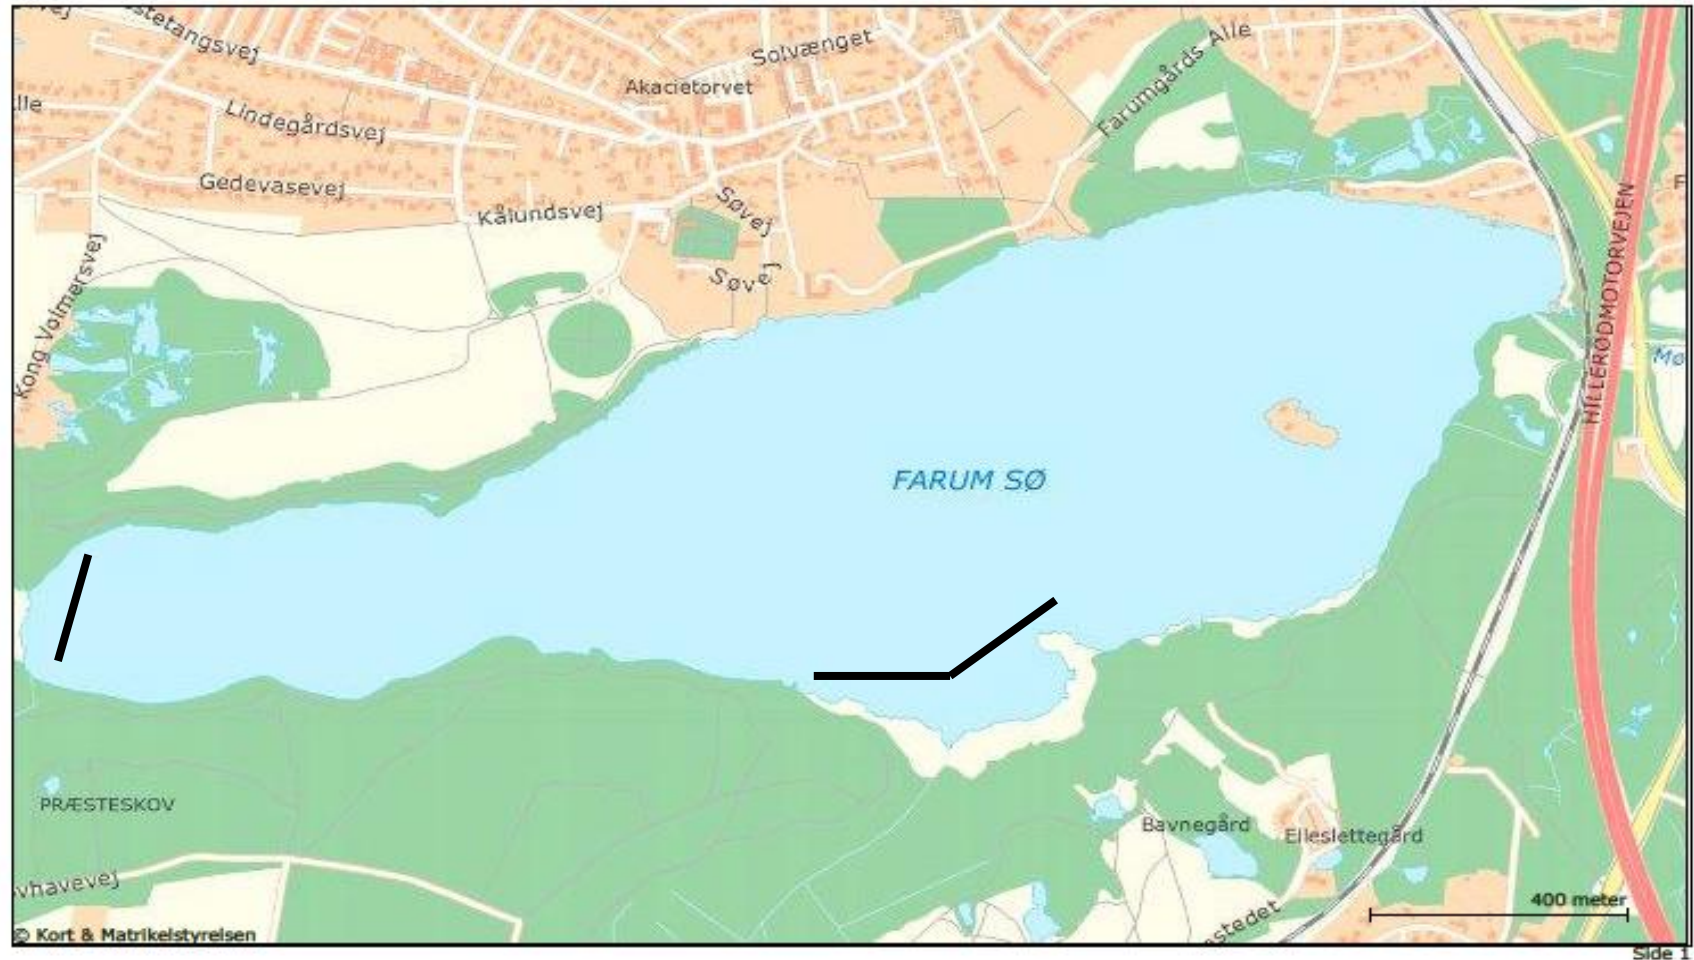 Solvænget
Farumgårds Alle
Akacietorvet
Lindegårdsvej
Gedevasevej
Kålundsvej
Søvej
Søvej
Kong Volmersvej
HILLERØDMOTORVEJEN
FARUM SØ
PRÆSTESKOV
Bavnegård
Elleslettegård
400 meter
© Kort & Matrikelstyrelsen
Side 1